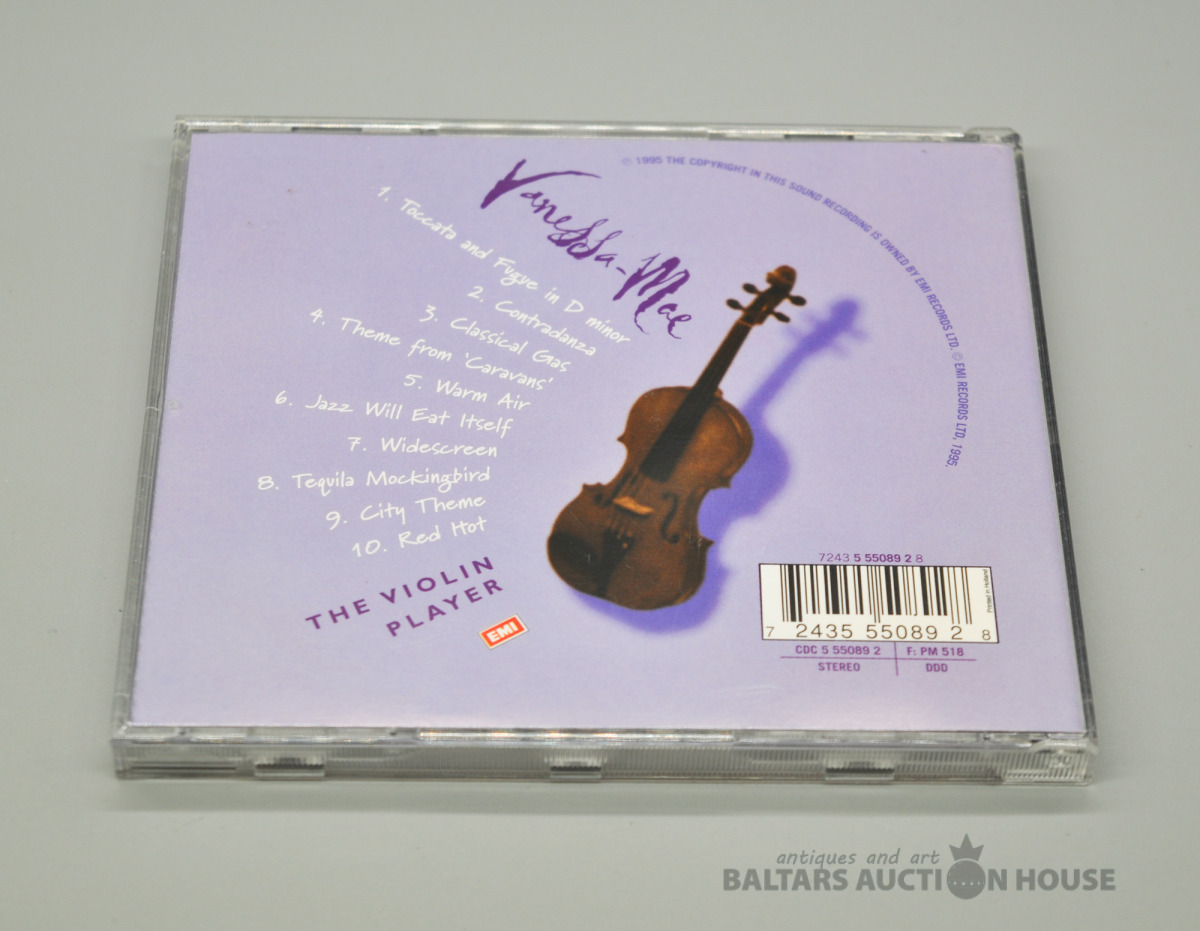 Vanessa-Mae
℗ 1995 THE COPYRIGHT IN THIS SOUND RECORDING IS OWNED BY EMI RECORDS LTD. © EMI RECORDS LTD, 1995.
1. Toccata and Fugue in D minor
2. Contradanza
3. Classical Gas
4. Theme from 'Caravans'
5. Warm Air
6. Jazz Will Eat Itself
7. Widescreen
8. Tequila Mockingbird
9. City Theme
10. Red Hot
THE VIOLIN
PLAYER
EMI
7243 5 55089 2 8
Printed in Holland
7 2435 55089 2 8
CDC 5 55089 2 F: PM 518
STEREO DDD
antiques and art
BALTARS AUCTION HOUSE